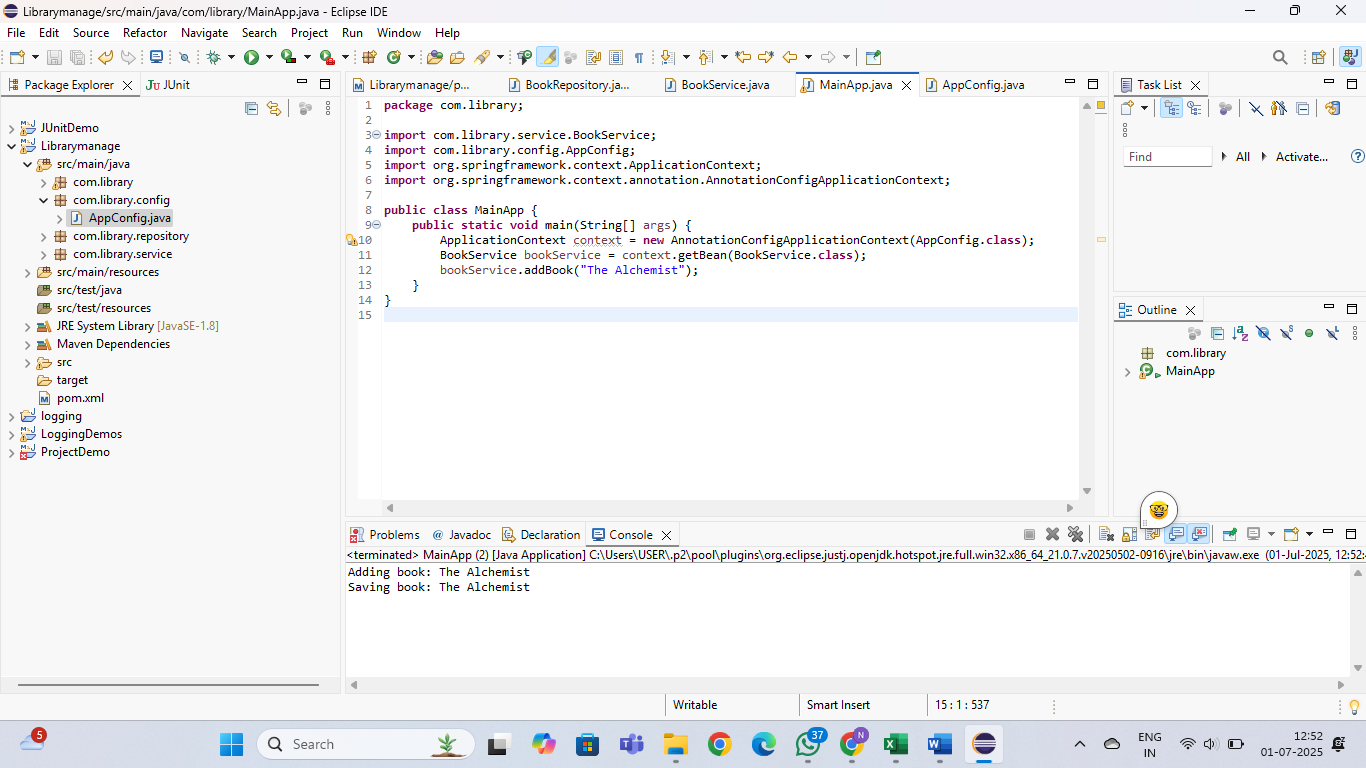 Librarymanage/src/main/java/com/library/MainApp.java - Eclipse IDE
File Edit Source Refactor Navigate Search Project Run Window Help
Package Explorer
JUnit
JUnitDemo
Librarymanage
src/main/java
com.library
com.library.config
AppConfig.java
com.library.repository
com.library.service
src/main/resources
src/test/java
src/test/resources
JRE System Library [JavaSE-1.8]
Maven Dependencies
src
target
pom.xml
logging
LoggingDemos
ProjectDemo
Librarymanage/p...
BookRepository.ja...
BookService.java
MainApp.java
AppConfig.java
1 package com.library;
2
3 import com.library.service.BookService;
4 import com.library.config.AppConfig;
5 import org.springframework.context.ApplicationContext;
6 import org.springframework.context.annotation.AnnotationConfigApplicationContext;
7
8 public class MainApp {
9 public static void main(String[] args) {
10 ApplicationContext context = new AnnotationConfigApplicationContext(AppConfig.class);
11 BookService bookService = context.getBean(BookService.class);
12 bookService.addBook("The Alchemist");
13 }
14 }
15
Task List
Find
All
Activate...
Outline
com.library
MainApp
Problems
Javadoc
Declaration
Console
<terminated> MainApp (2) [Java Application] C:\Users\USER\.p2\pool\plugins\org.eclipse.justj.openjdk.hotspot.jre.full.win32.x86_64_21.0.7.v20250502-0916\jre\bin\javaw.exe (01-Jul-2025, 12:52:4
Adding book: The Alchemist
Saving book: The Alchemist
Writable
Smart Insert
15 : 1 : 537
5
Search
37
N
ENG
IN
12:52
01-07-2025